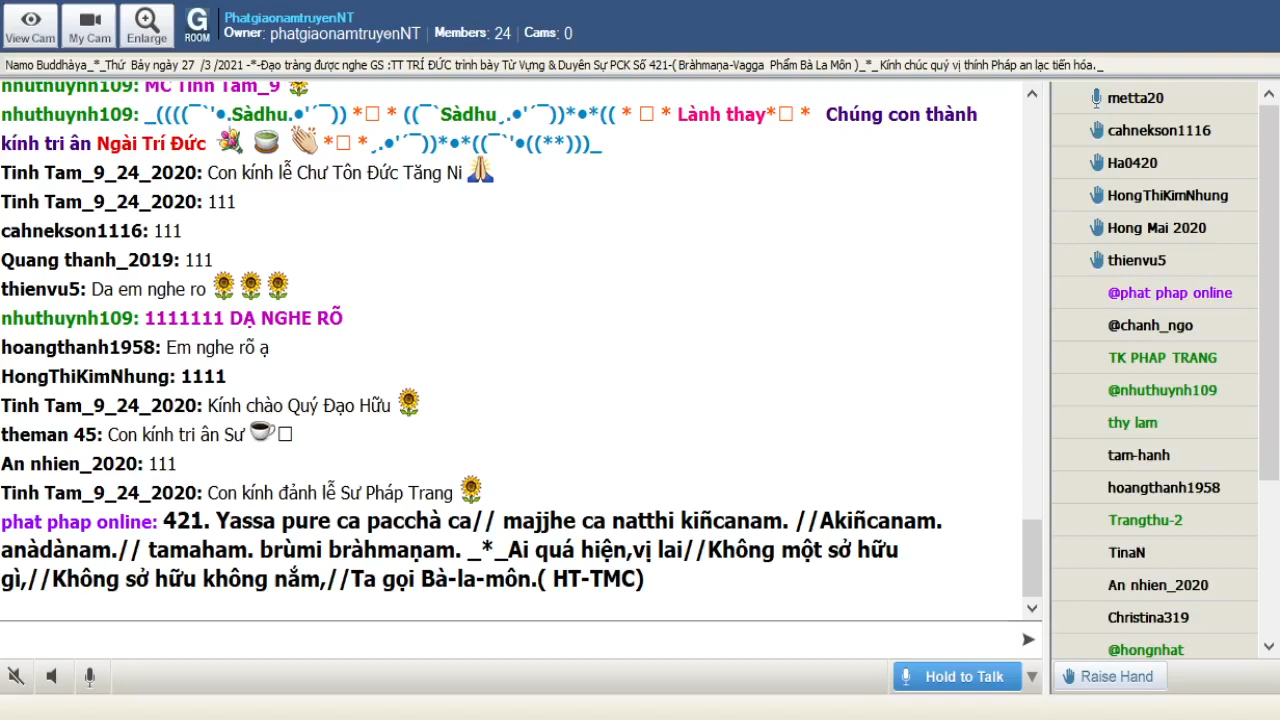 View Cam
My Cam
Enlarge
G
ROOM
PhatgiaonamtruyenNT
Owner: phatgiaonamtruyenNT | Members: 24 | Cams: 0
Namo Buddhàya_*_Thứ Bảy ngày 27 /3 /2021 -*-Đạo tràng được nghe GS :TT TRÍ ĐỨC trình bày Từ Vựng & Duyên Sự PCK Số 421-( Bràhmaṇa-Vagga Phẩm Bà La Môn )_*_ Kính chúc quý vị thính Pháp an lạc tiến hóa._
nhuthuynh109: MC Tinh Tam_9
nhuthuynh109: _((((¯`'•.Sàdhu.•'´¯)) *□ * ((¯`Sàdhu¸.•'´¯))*•*(( * □ * Lành thay*□ * Chúng con thành
kính tri ân Ngài Trí Đức *□ *¸.•'´¯))*•*((¯`'•((**)))_
Tinh Tam_9_24_2020: Con kính lễ Chư Tôn Đức Tăng Ni
Tinh Tam_9_24_2020: 111
cahnekson1116: 111
Quang thanh_2019: 111
thienvu5: Da em nghe ro
nhuthuynh109: 1111111 DẠ NGHE RÕ
hoangthanh1958: Em nghe rõ ạ
HongThiKimNhung: 1111
Tinh Tam_9_24_2020: Kính chào Quý Đạo Hữu
theman 45: Con kính tri ân Sư □
An nhien_2020: 111
Tinh Tam_9_24_2020: Con kính đảnh lễ Sư Pháp Trang
phat phap online: 421. Yassa pure ca pacchà ca// majjhe ca natthi kiñcanam. //Akiñcanam.
anàdànam.// tamaham. brùmi bràhmaṇam. _*_Ai quá hiện,vị lai//Không một sở hữu
gì,//Không sở hữu không nắm,//Ta gọi Bà-la-môn.( HT-TMC)
Hold to Talk
metta20
cahnekson1116
Ha0420
HongThiKimNhung
Hong Mai 2020
thienvu5
@phat phap online
@chanh_ngo
TK PHAP TRANG
@nhuthuynh109
thy lam
tam-hanh
hoangthanh1958
Trangthu-2
TinaN
An nhien_2020
Christina319
@hongnhat
Raise Hand